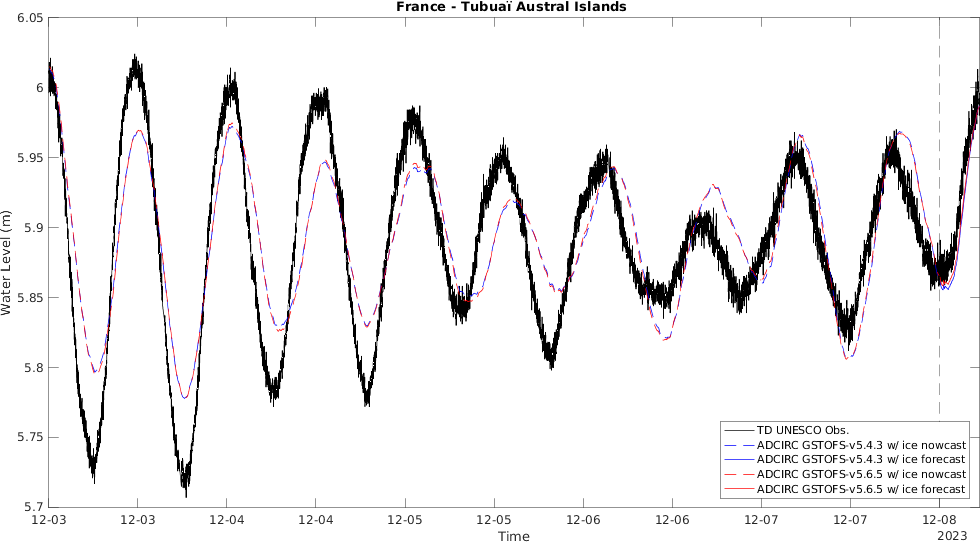 France - Tubuaï Austral Islands
6.05
6
5.95
5.9
5.85
5.8
5.75
5.7
Water Level (m)
TD UNESCO Obs.
ADCIRC GSTOFS-v5.4.3 w/ ice nowcast
ADCIRC GSTOFS-v5.4.3 w/ ice forecast
ADCIRC GSTOFS-v5.6.5 w/ ice nowcast
ADCIRC GSTOFS-v5.6.5 w/ ice forecast
12-03 12-03 12-04 12-04 12-05 12-05 12-06 12-06 12-07 12-07 12-08
Time 2023